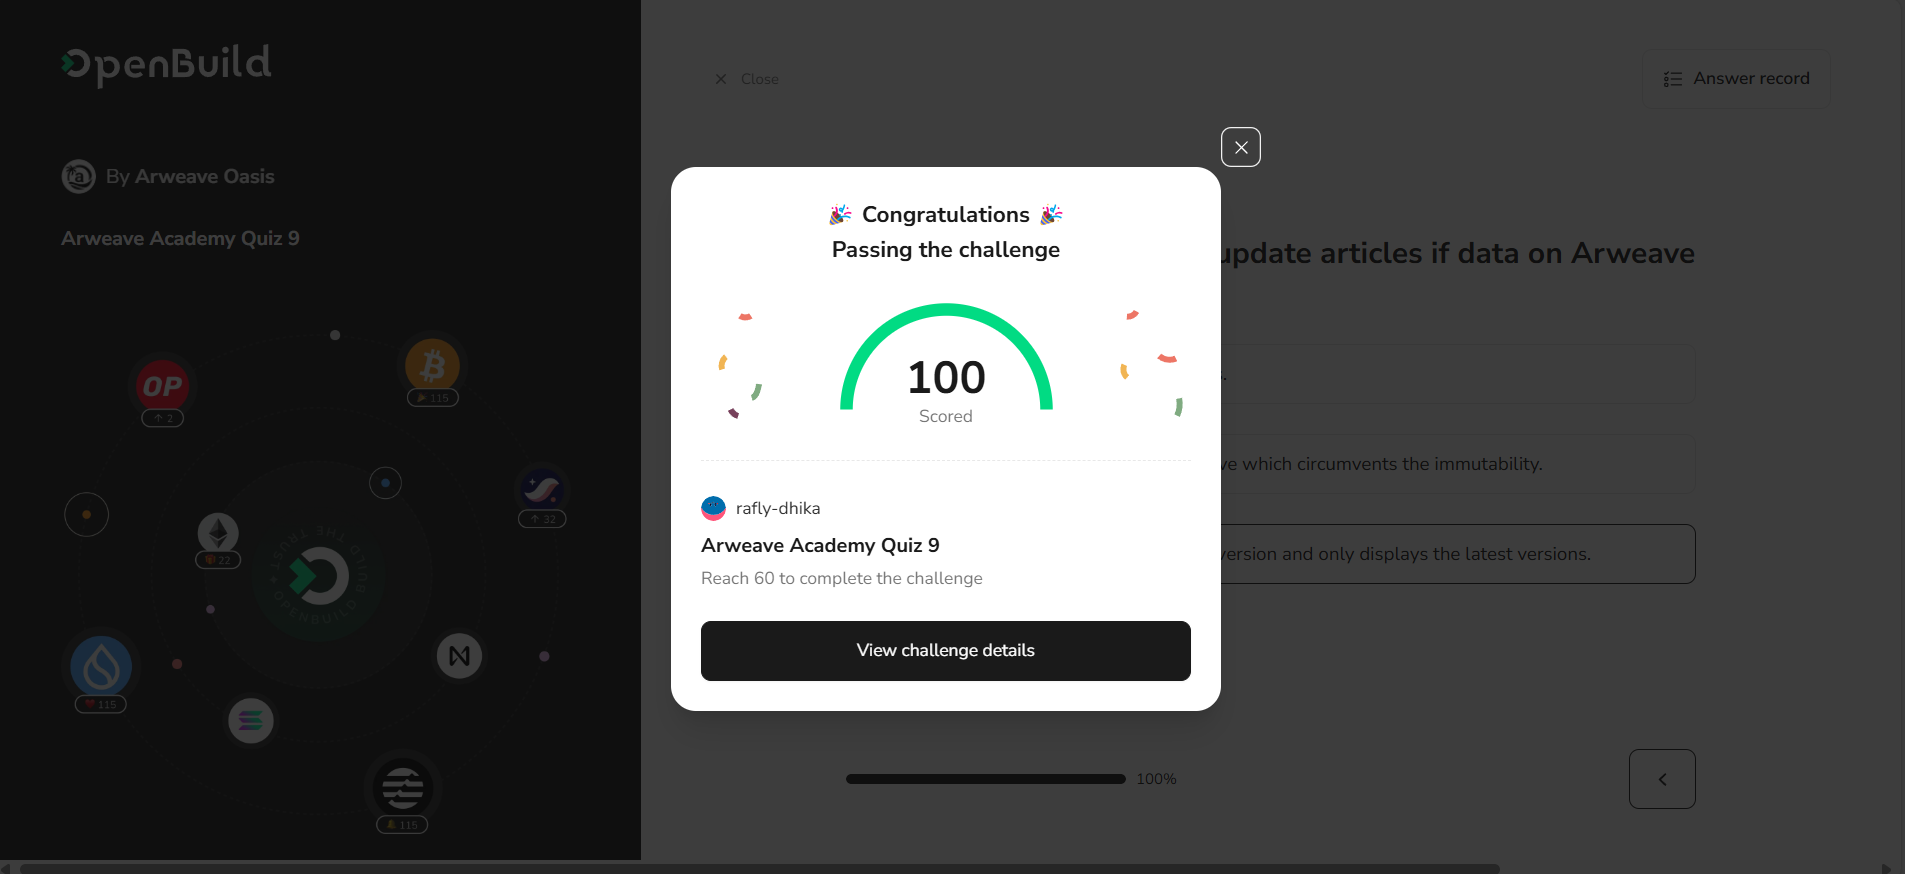 OpenBuild
By Arweave Oasis
Arweave Academy Quiz 9
OP
2
115
32
22
115
115
Close
Answer record
update articles if data on Arweave
s.
ve which circumvents the immutability.
version and only displays the latest versions.
Congratulations
Passing the challenge
100
Scored
rafly-dhika
Arweave Academy Quiz 9
Reach 60 to complete the challenge
View challenge details
100%